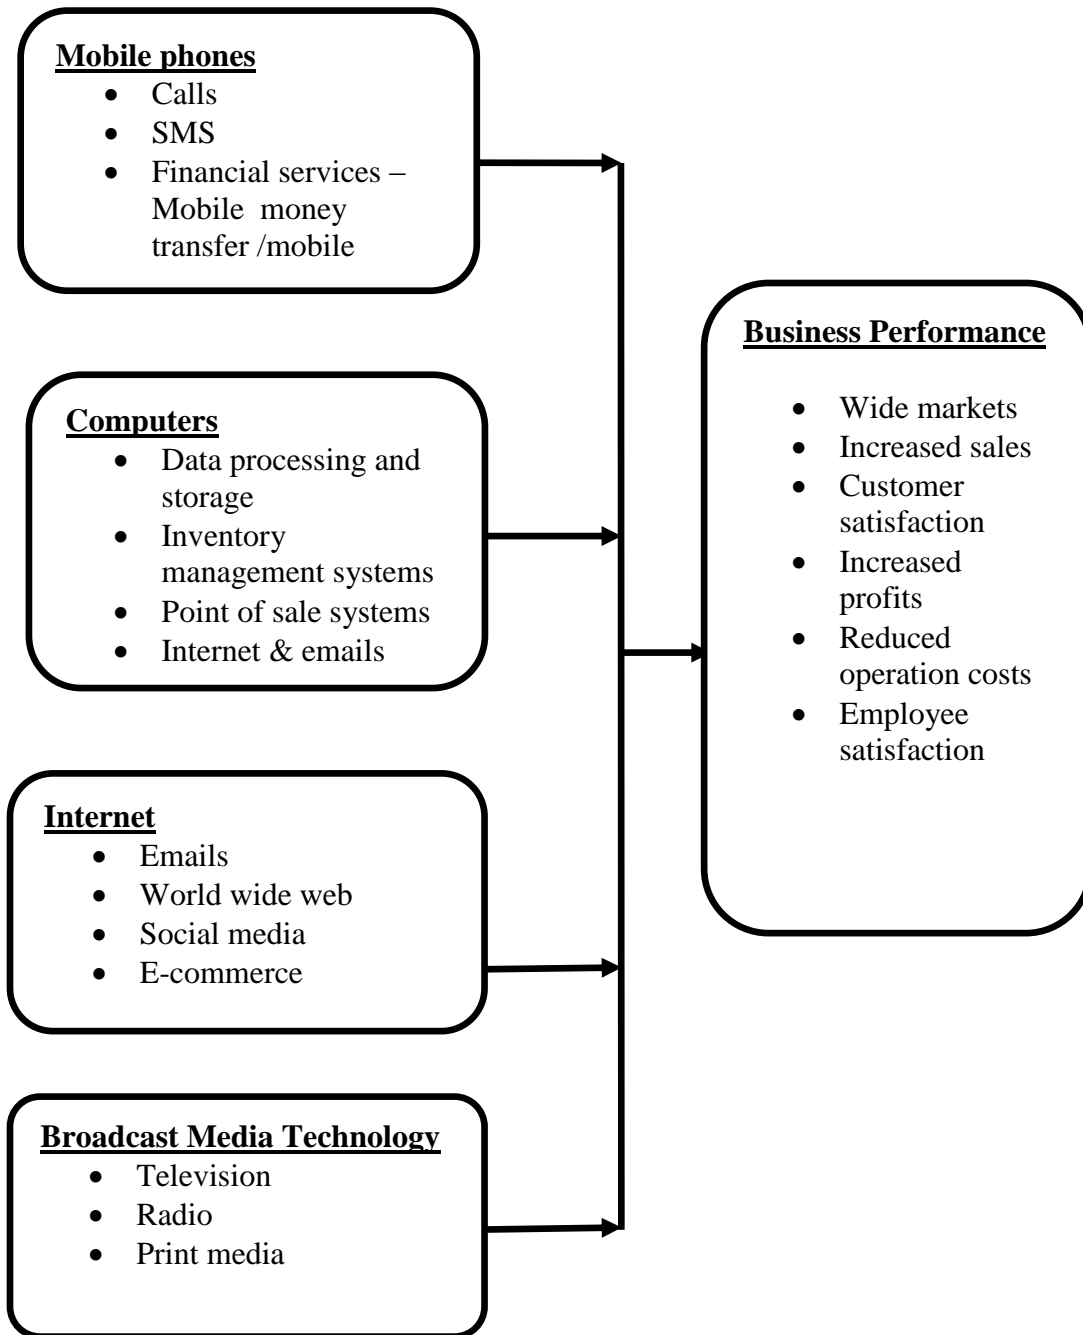 Mobile phones
• Calls
• SMS
• Financial services –
Mobile money
transfer /mobile
Computers
• Data processing and
storage
• Inventory
management systems
• Point of sale systems
• Internet & emails
Internet
• Emails
• World wide web
• Social media
• E-commerce
Broadcast Media Technology
• Television
• Radio
• Print media
Business Performance
• Wide markets
• Increased sales
• Customer
satisfaction
• Increased
profits
• Reduced
operation costs
• Employee
satisfaction